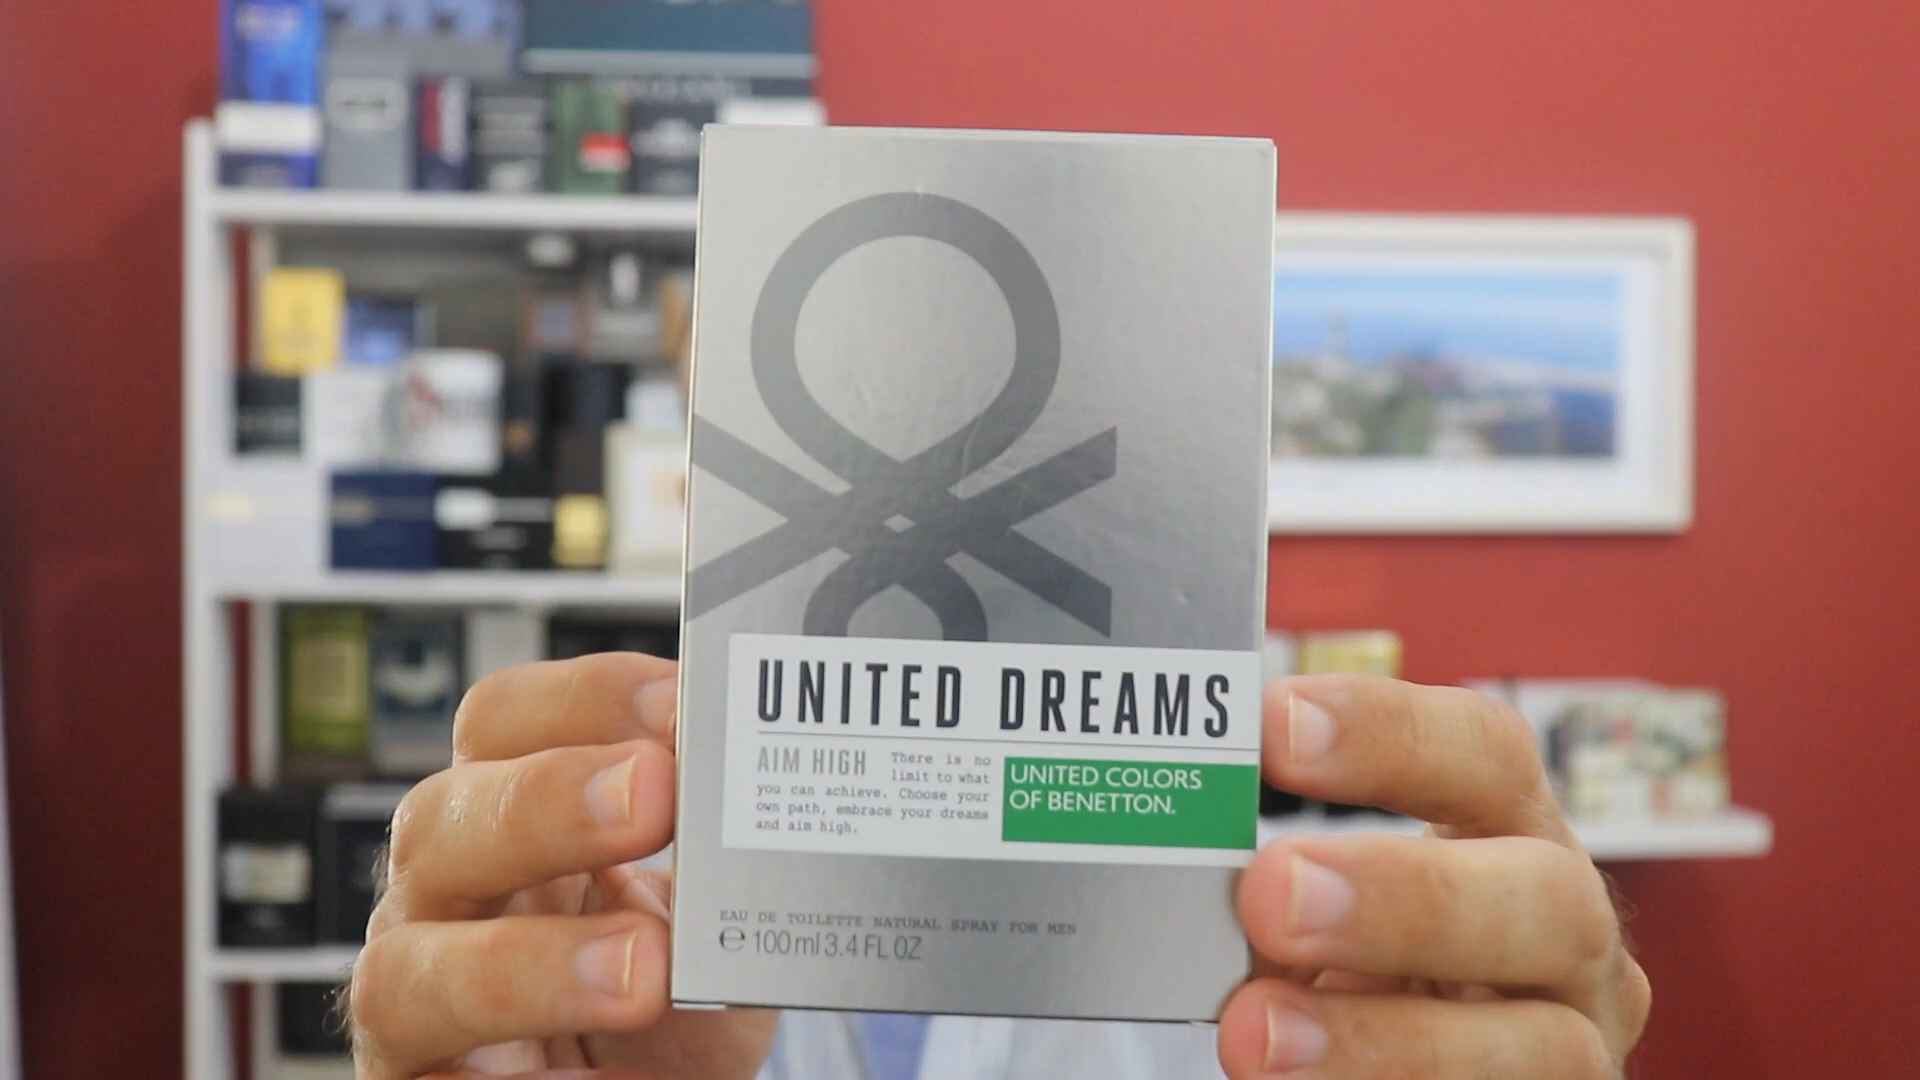 UNITED DREAMS
AIM HIGH There is no
limit to what
you can achieve. Choose your
own path, embrace your dreams
and aim high.
UNITED COLORS
OF BENETTON.
EAU DE TOILETTE NATURAL SPRAY FOR MEN
℮ 100 ml 3.4 FL OZ